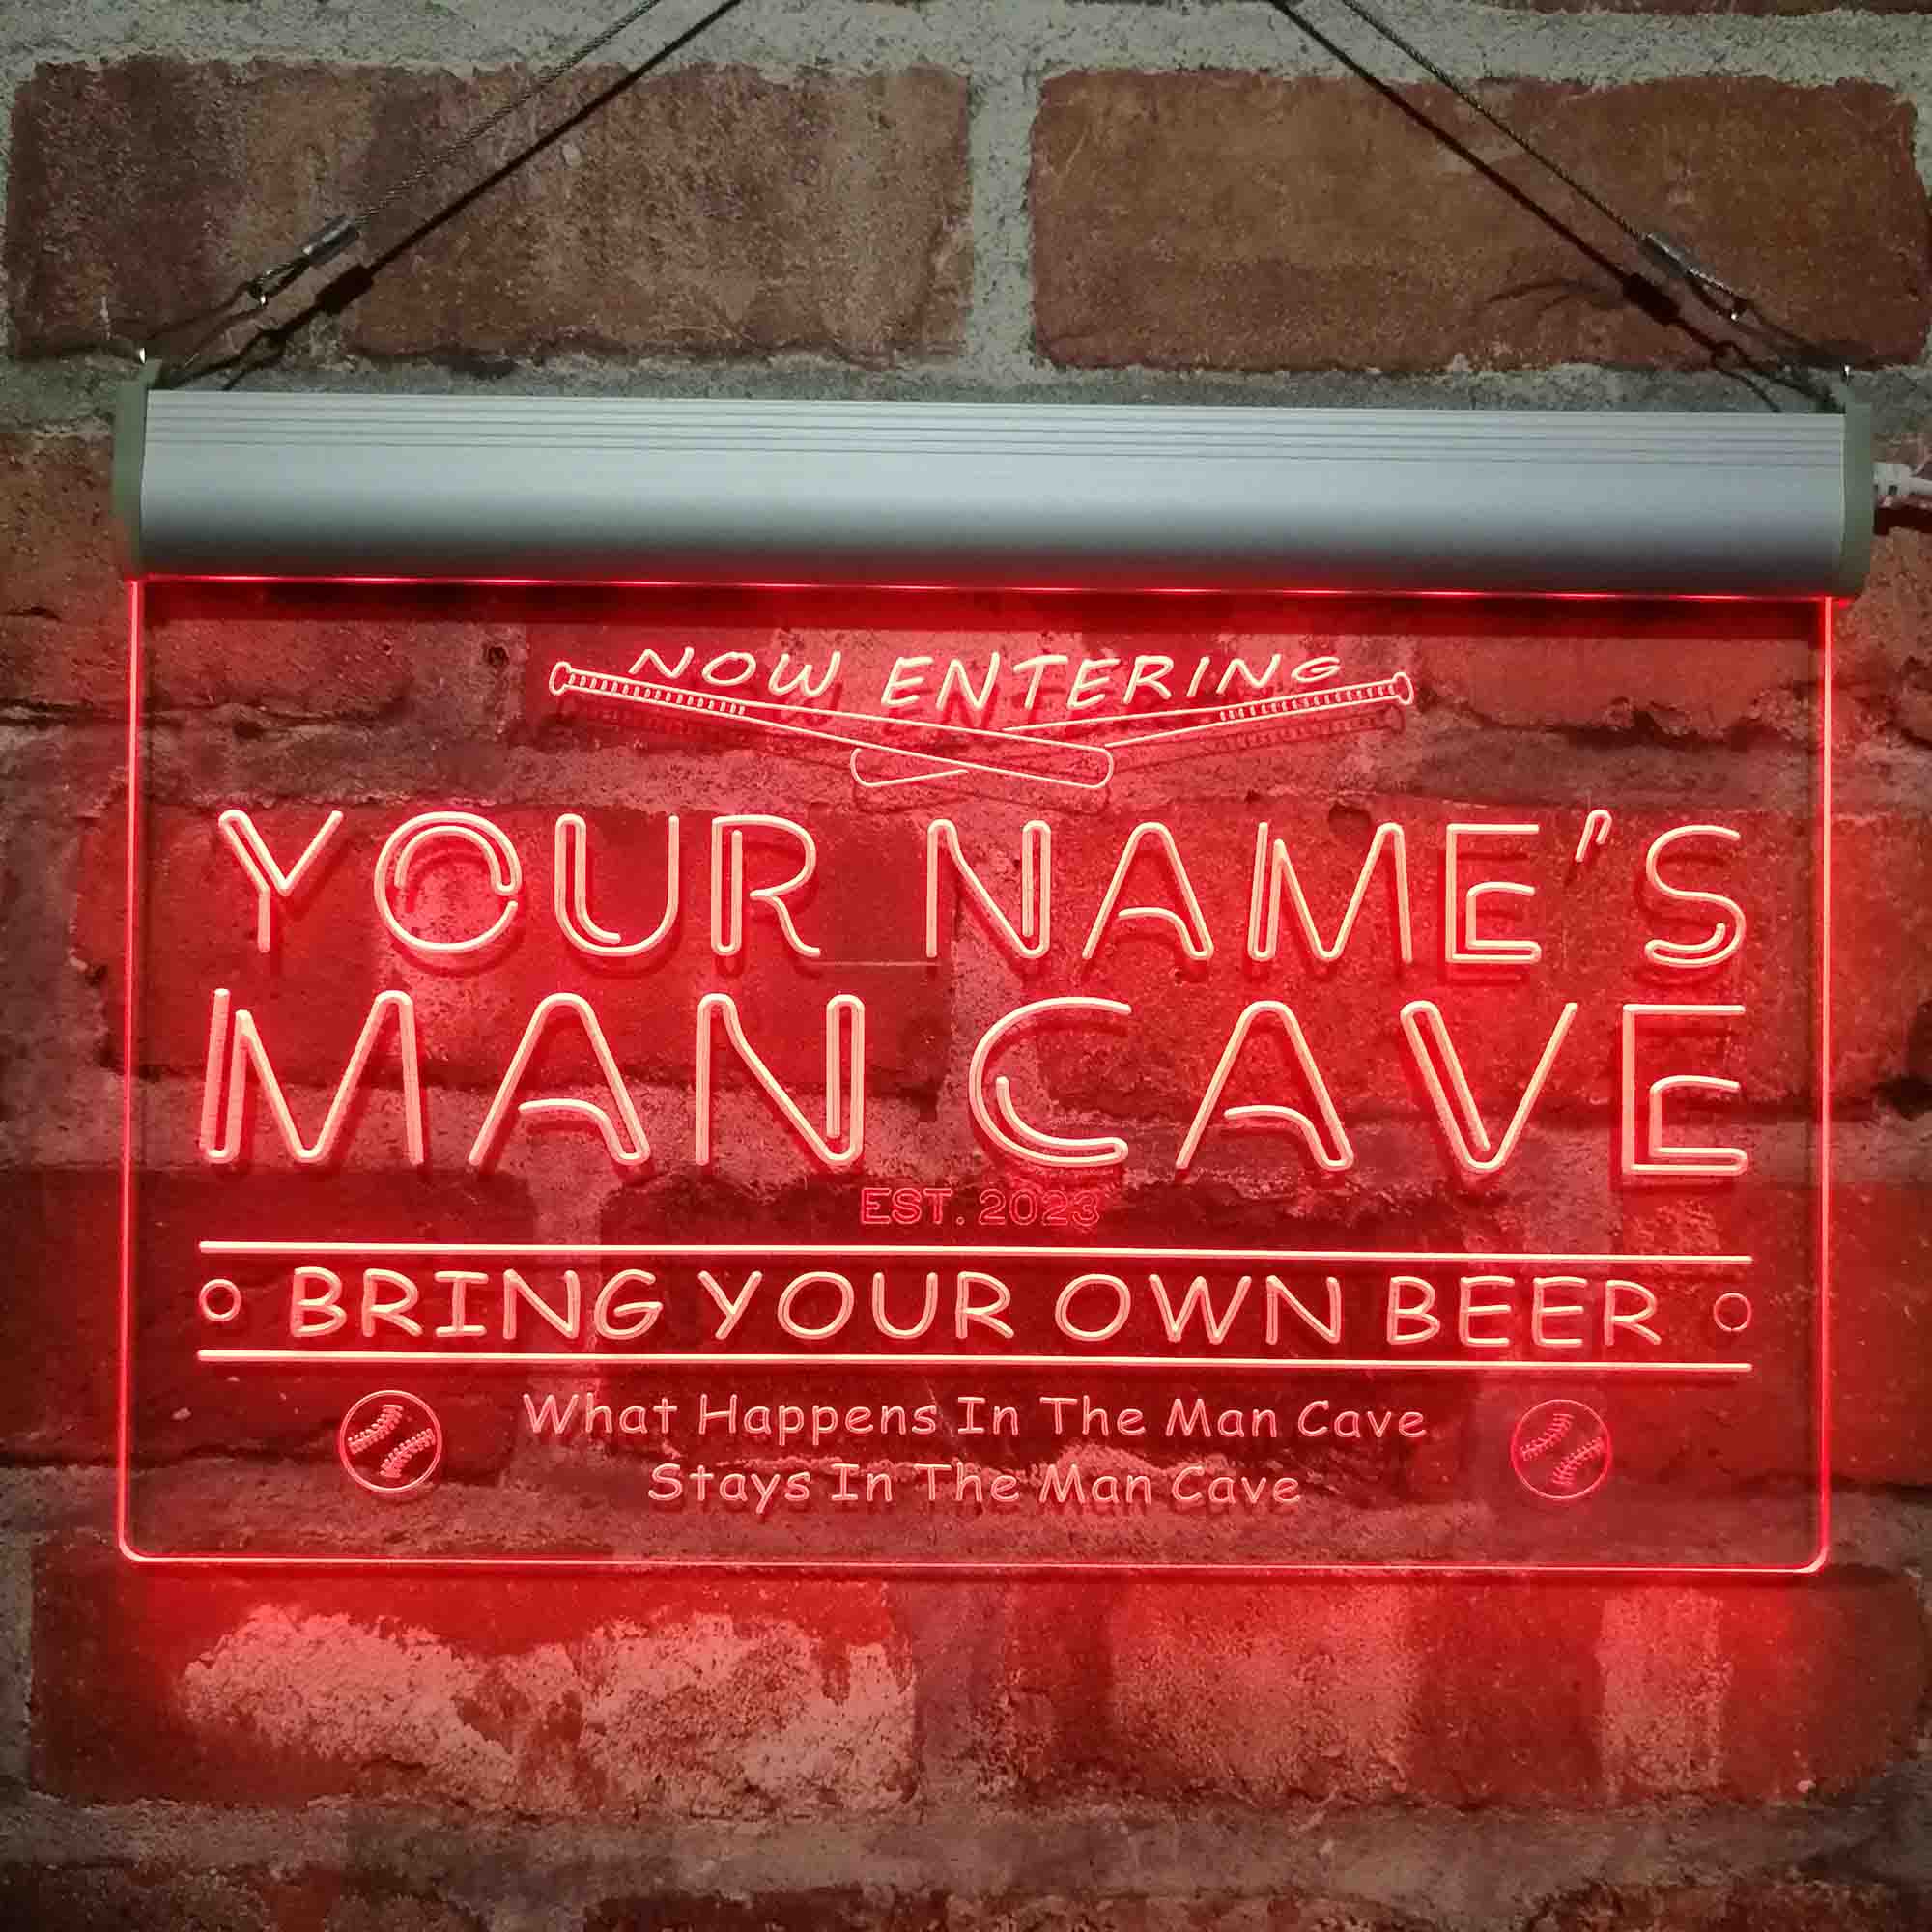 NOW ENTERING
YOUR NAME'S
MAN CAVE
EST. 2023
BRING YOUR OWN BEER
What Happens In The Man Cave
Stays In The Man Cave